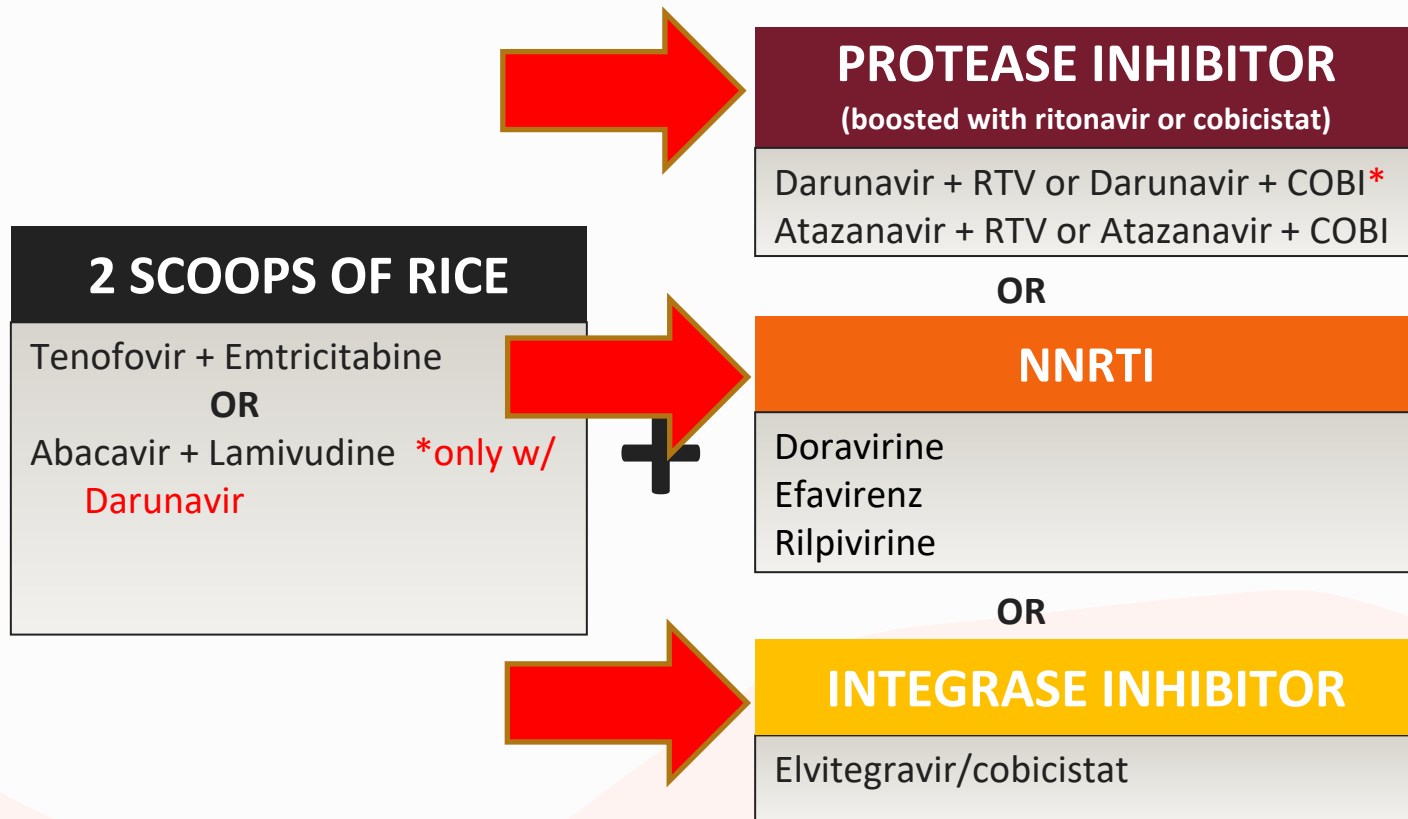 2 SCOOPS OF RICE
Tenofovir + Emtricitabine
OR
Abacavir + Lamivudine *only w/
Darunavir
+
PROTEASE INHIBITOR
(boosted with ritonavir or cobicistat)
Darunavir + RTV or Darunavir + COBI*
Atazanavir + RTV or Atazanavir + COBI
OR
NNRTI
Doravirine
Efavirenz
Rilpivirine
OR
INTEGRASE INHIBITOR
Elvitegravir/cobicistat